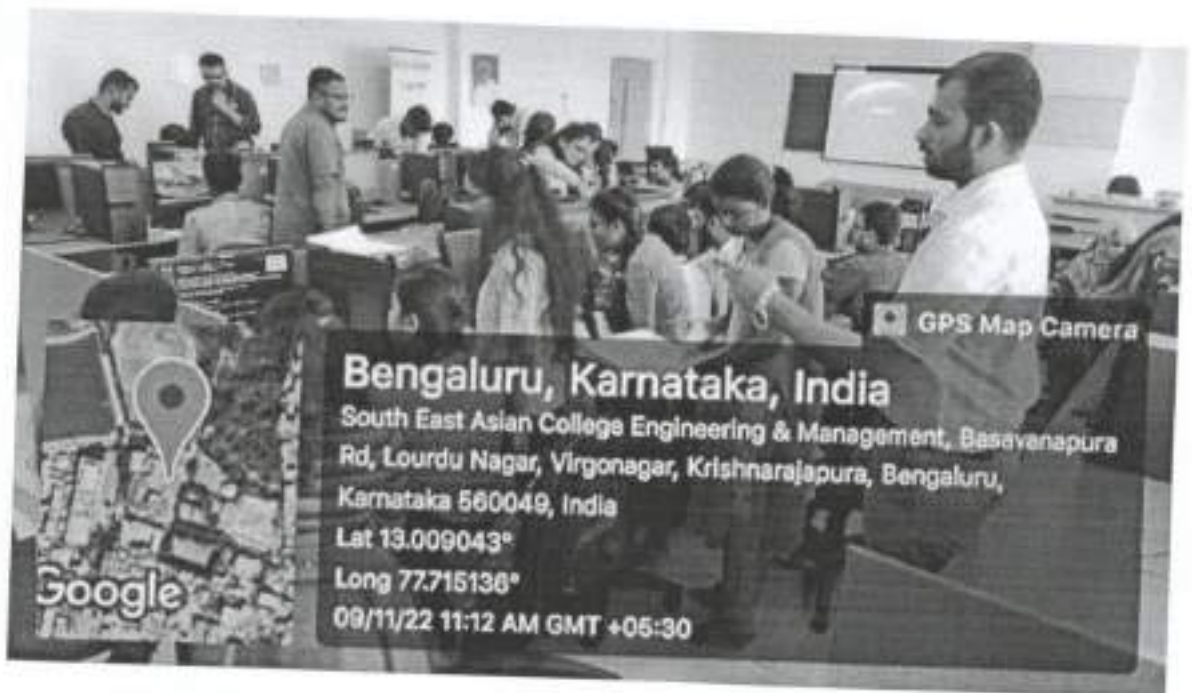 GPS Map Camera
Bengaluru, Karnataka, India
South East Asian College Engineering & Management, Basavanapura
Rd, Lourdu Nagar, Virgonagar, Krishnarajapura, Bengaluru,
Karnataka 560049, India
Lat 13.009043°
Long 77.715136°
09/11/22 11:12 AM GMT +05:30
Google